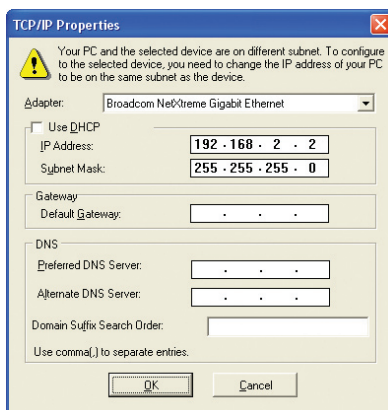 TCP/IP Properties
Your PC and the selected device are on different subnet. To configure
to the selected device, you need to change the IP address of your PC
to be on the same subnet as the device.
Adapter: Broadcom NetXtreme Gigabit Ethernet
Use DHCP
IP Address: 192 . 168 . 2 . 2
Subnet Mask: 255 . 255 . 255 . 0
Gateway
Default Gateway: . . .
DNS
Preferred DNS Server: . . .
Alternate DNS Server: . . .
Domain Suffix Search Order:
Use comma(,) to separate entries.
OK Cancel